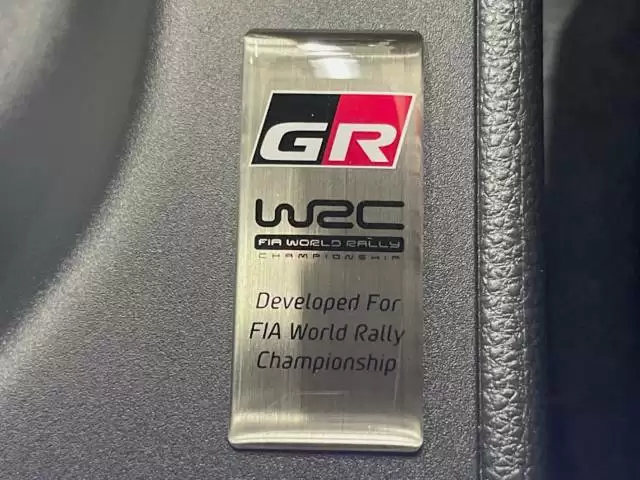 GR
WRC
FIA WORLD RALLY
CHAMPIONSHIP
Developed For
FIA World Rally
Championship